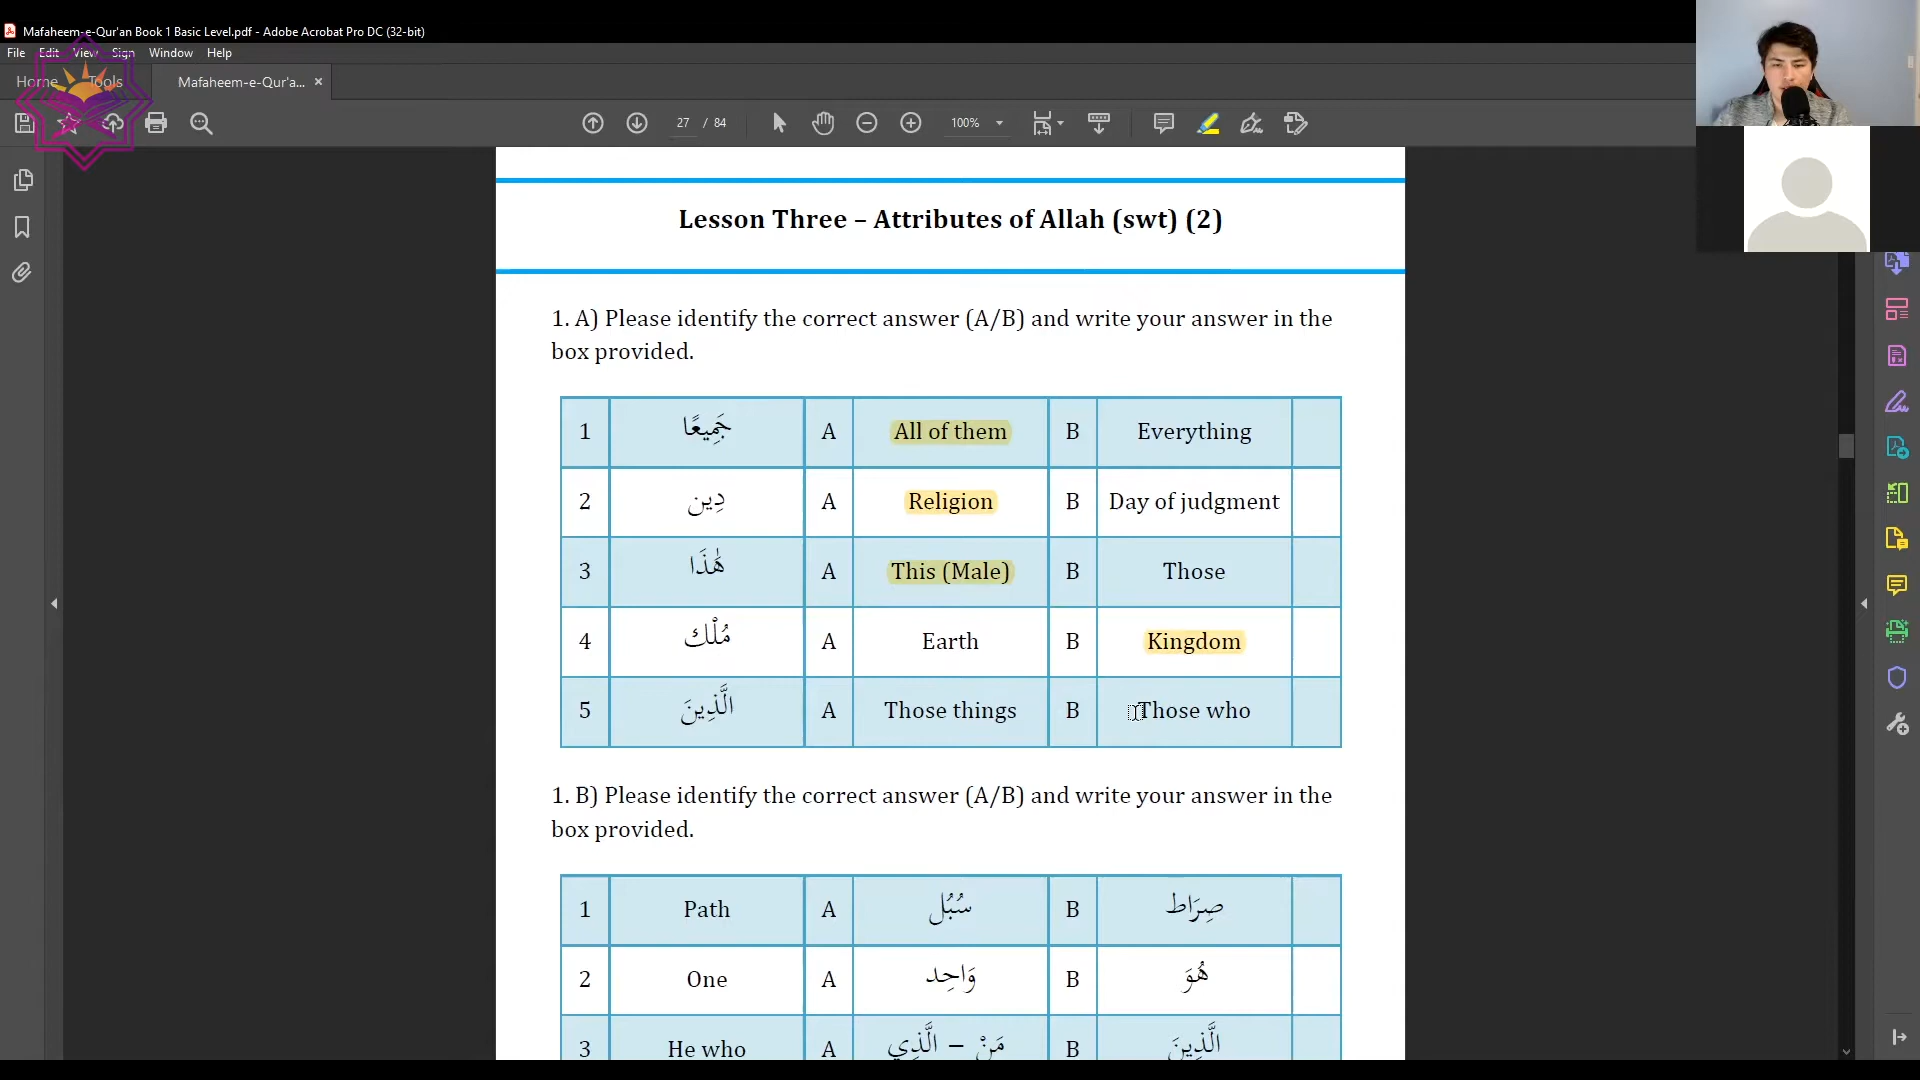 Mafaheem-e-Qur'an Book 1 Basic Level.pdf - Adobe Acrobat Pro DC (32-bit)
File Edit View Sign Window Help
Home Tools Mafaheem-e-Qur'a... ×
27 / 84 100%
Lesson Three – Attributes of Allah (swt) (2)
1. A) Please identify the correct answer (A/B) and write your answer in the
box provided.
1 جَمِيعًا A All of them B Everything
2 دِين A Religion B Day of judgment
3 هَٰذَا A This (Male) B Those
4 مُلْك A Earth B Kingdom
5 الَّذِينَ A Those things B Those who
1. B) Please identify the correct answer (A/B) and write your answer in the
box provided.
1 Path A سُبُل B صِرَاط
2 One A وَاحِد B هُوَ
3 He who A مَنْ – الَّذِي B الَّذِينَ